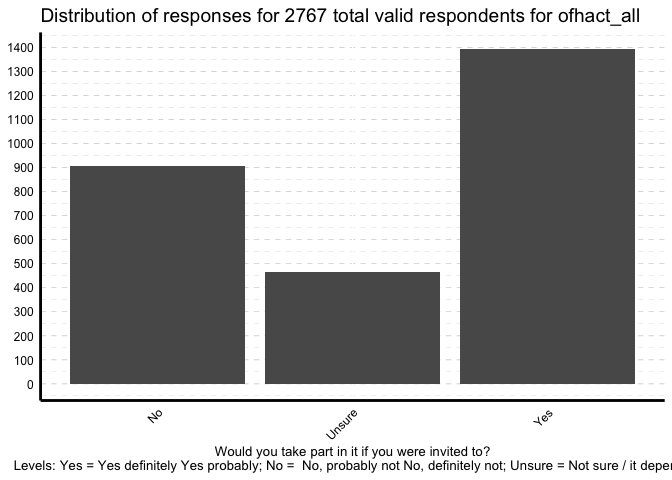 Distribution of responses for 2767 total valid respondents for ofhact_all
1400
1300
1200
1100
1000
900
800
700
600
500
400
300
200
100
0
No
Unsure
Yes
Would you take part in it if you were invited to?
Levels: Yes = Yes definitely Yes probably; No =  No, probably not No, definitely not; Unsure = Not sure / it